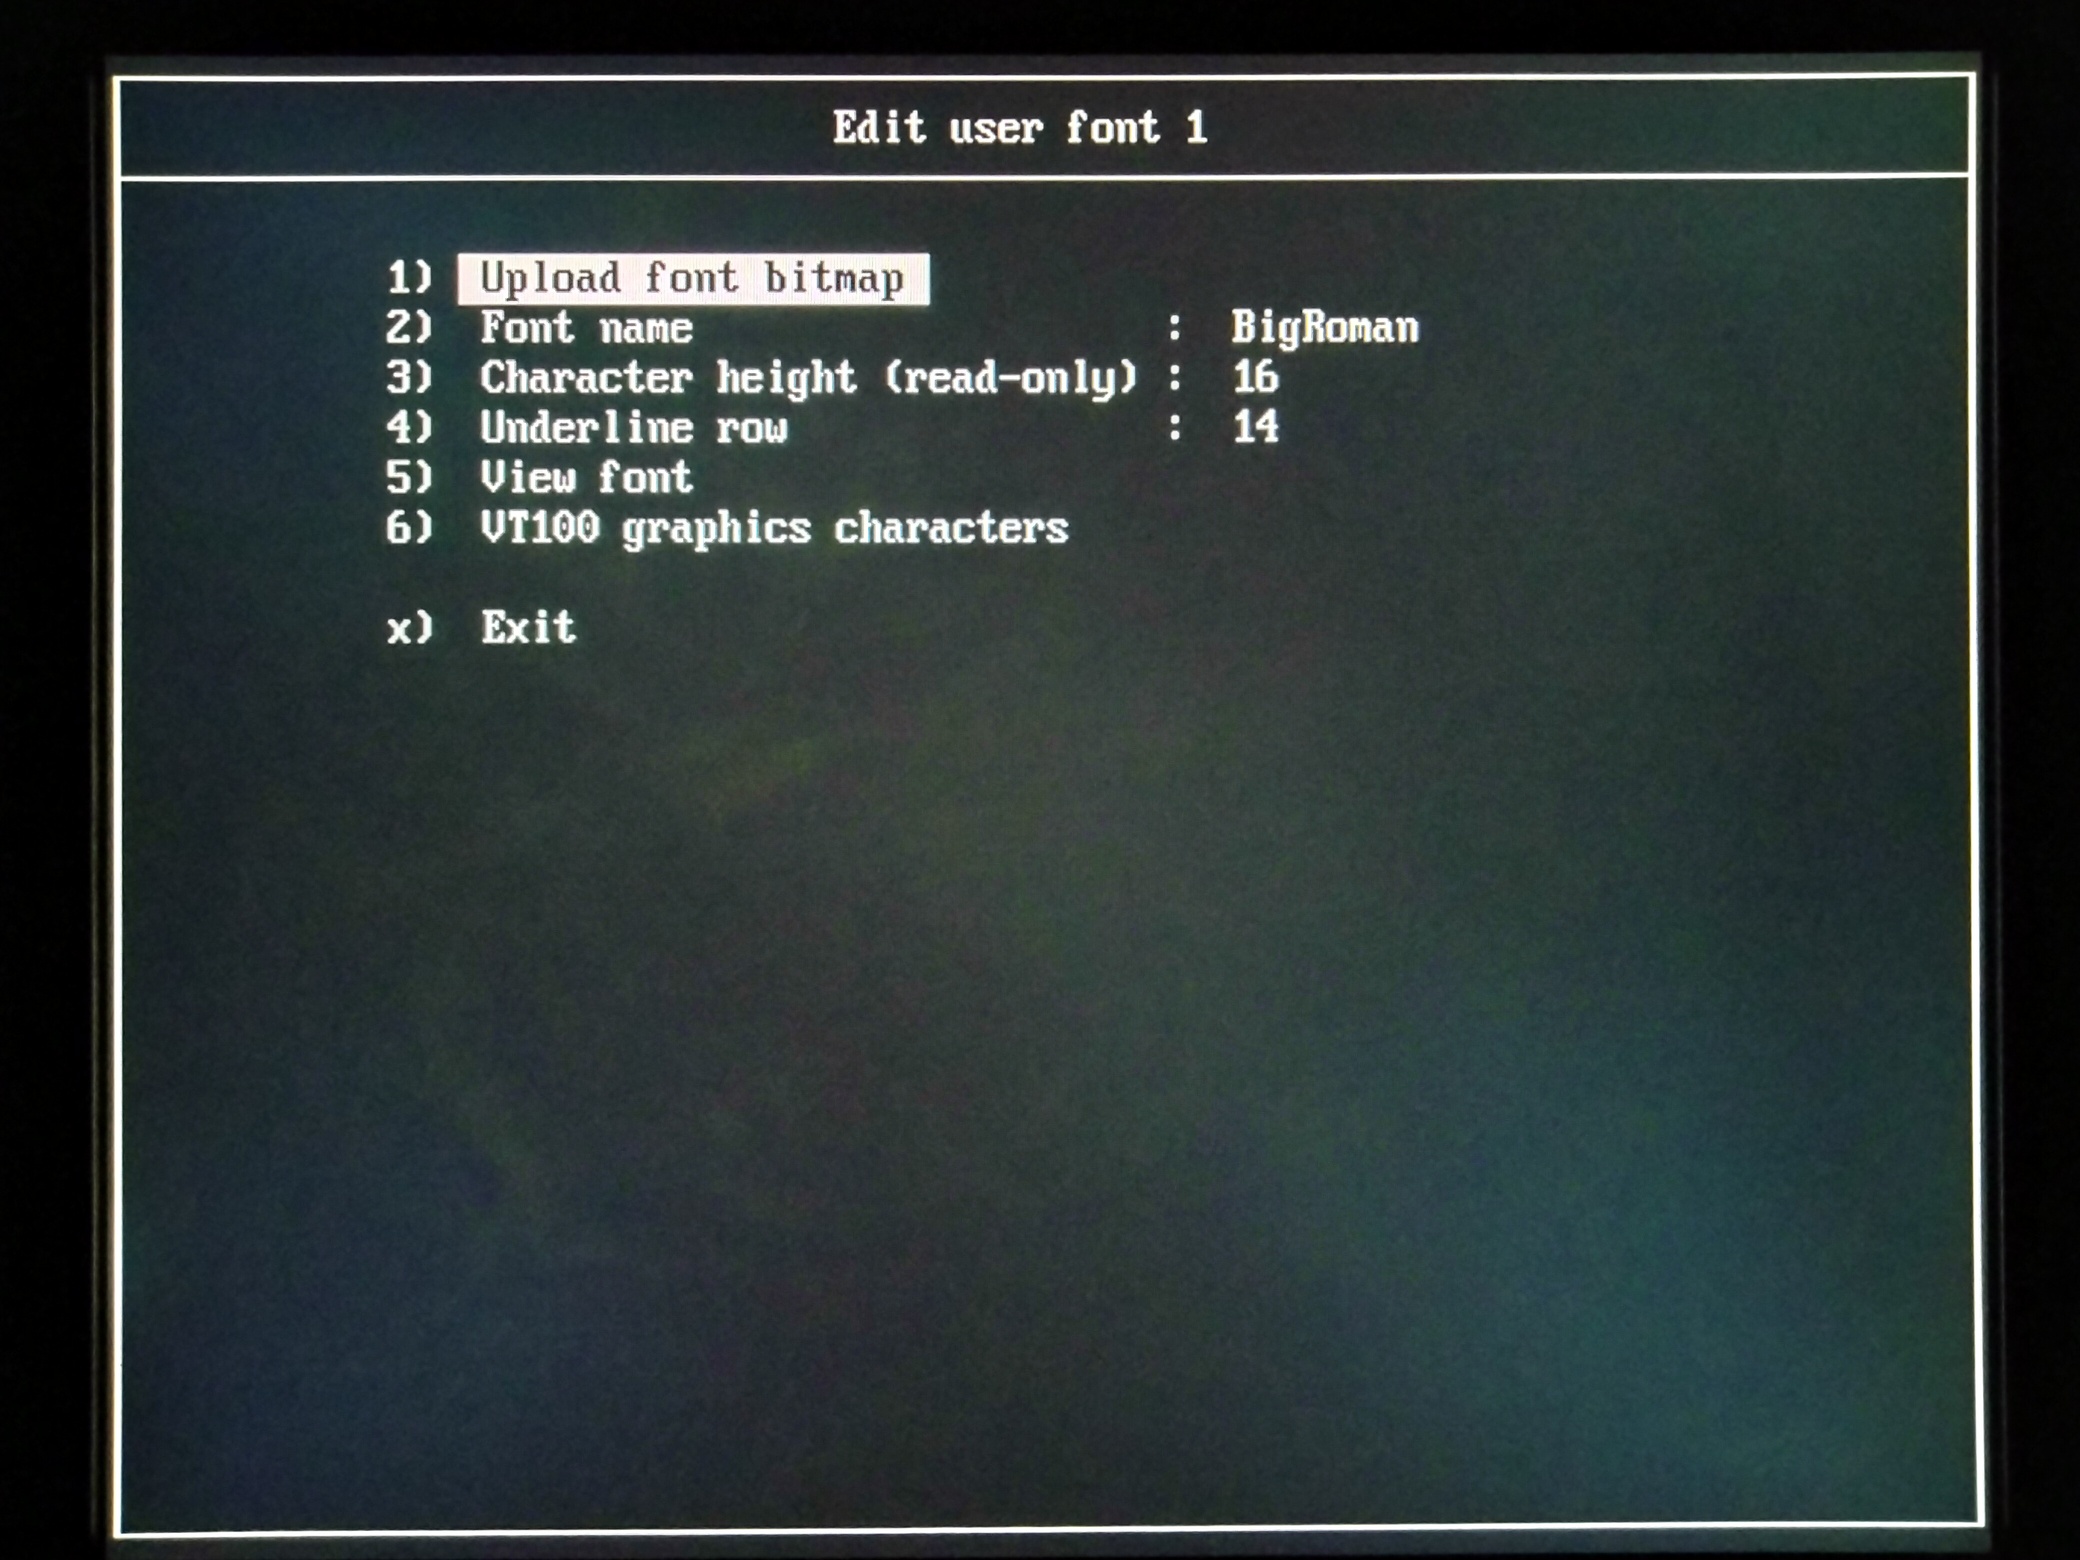 Edit user font 1
1) Upload font bitmap
2) Font name : BigRoman
3) Character height (read-only) : 16
4) Underline row : 14
5) View font
6) VT100 graphics characters
x) Exit